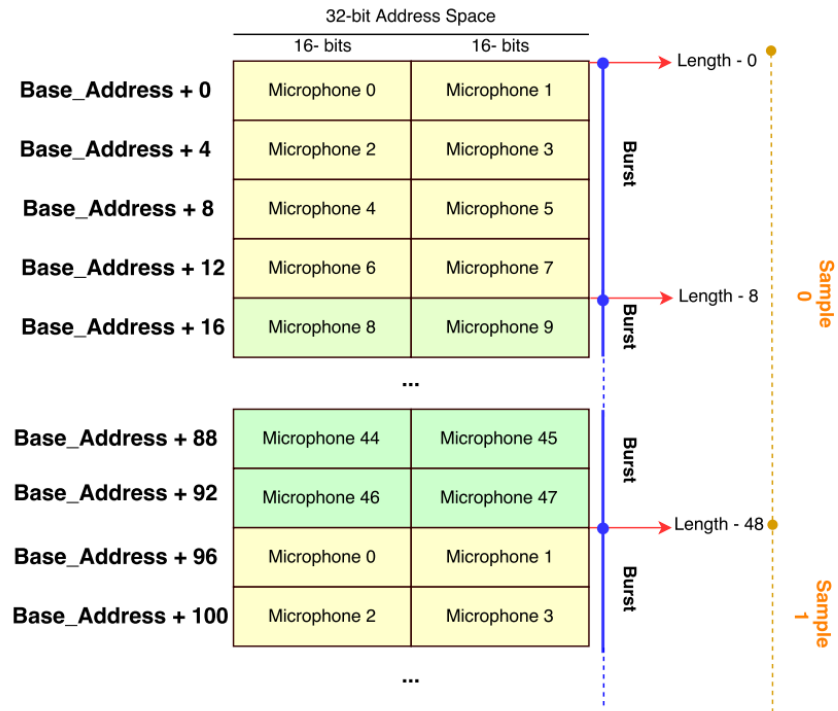 32-bit Address Space
16- bits 16- bits
Base_Address + 0 Microphone 0 Microphone 1 Length - 0
Base_Address + 4 Microphone 2 Microphone 3 Burst
Base_Address + 8 Microphone 4 Microphone 5
Base_Address + 12 Microphone 6 Microphone 7
Length - 8
Sample
0
Base_Address + 16 Microphone 8 Microphone 9 Burst
...
Base_Address + 88 Microphone 44 Microphone 45 Burst
Base_Address + 92 Microphone 46 Microphone 47
Length - 48
Base_Address + 96 Microphone 0 Microphone 1 Burst
Base_Address + 100 Microphone 2 Microphone 3
Sample
1
...